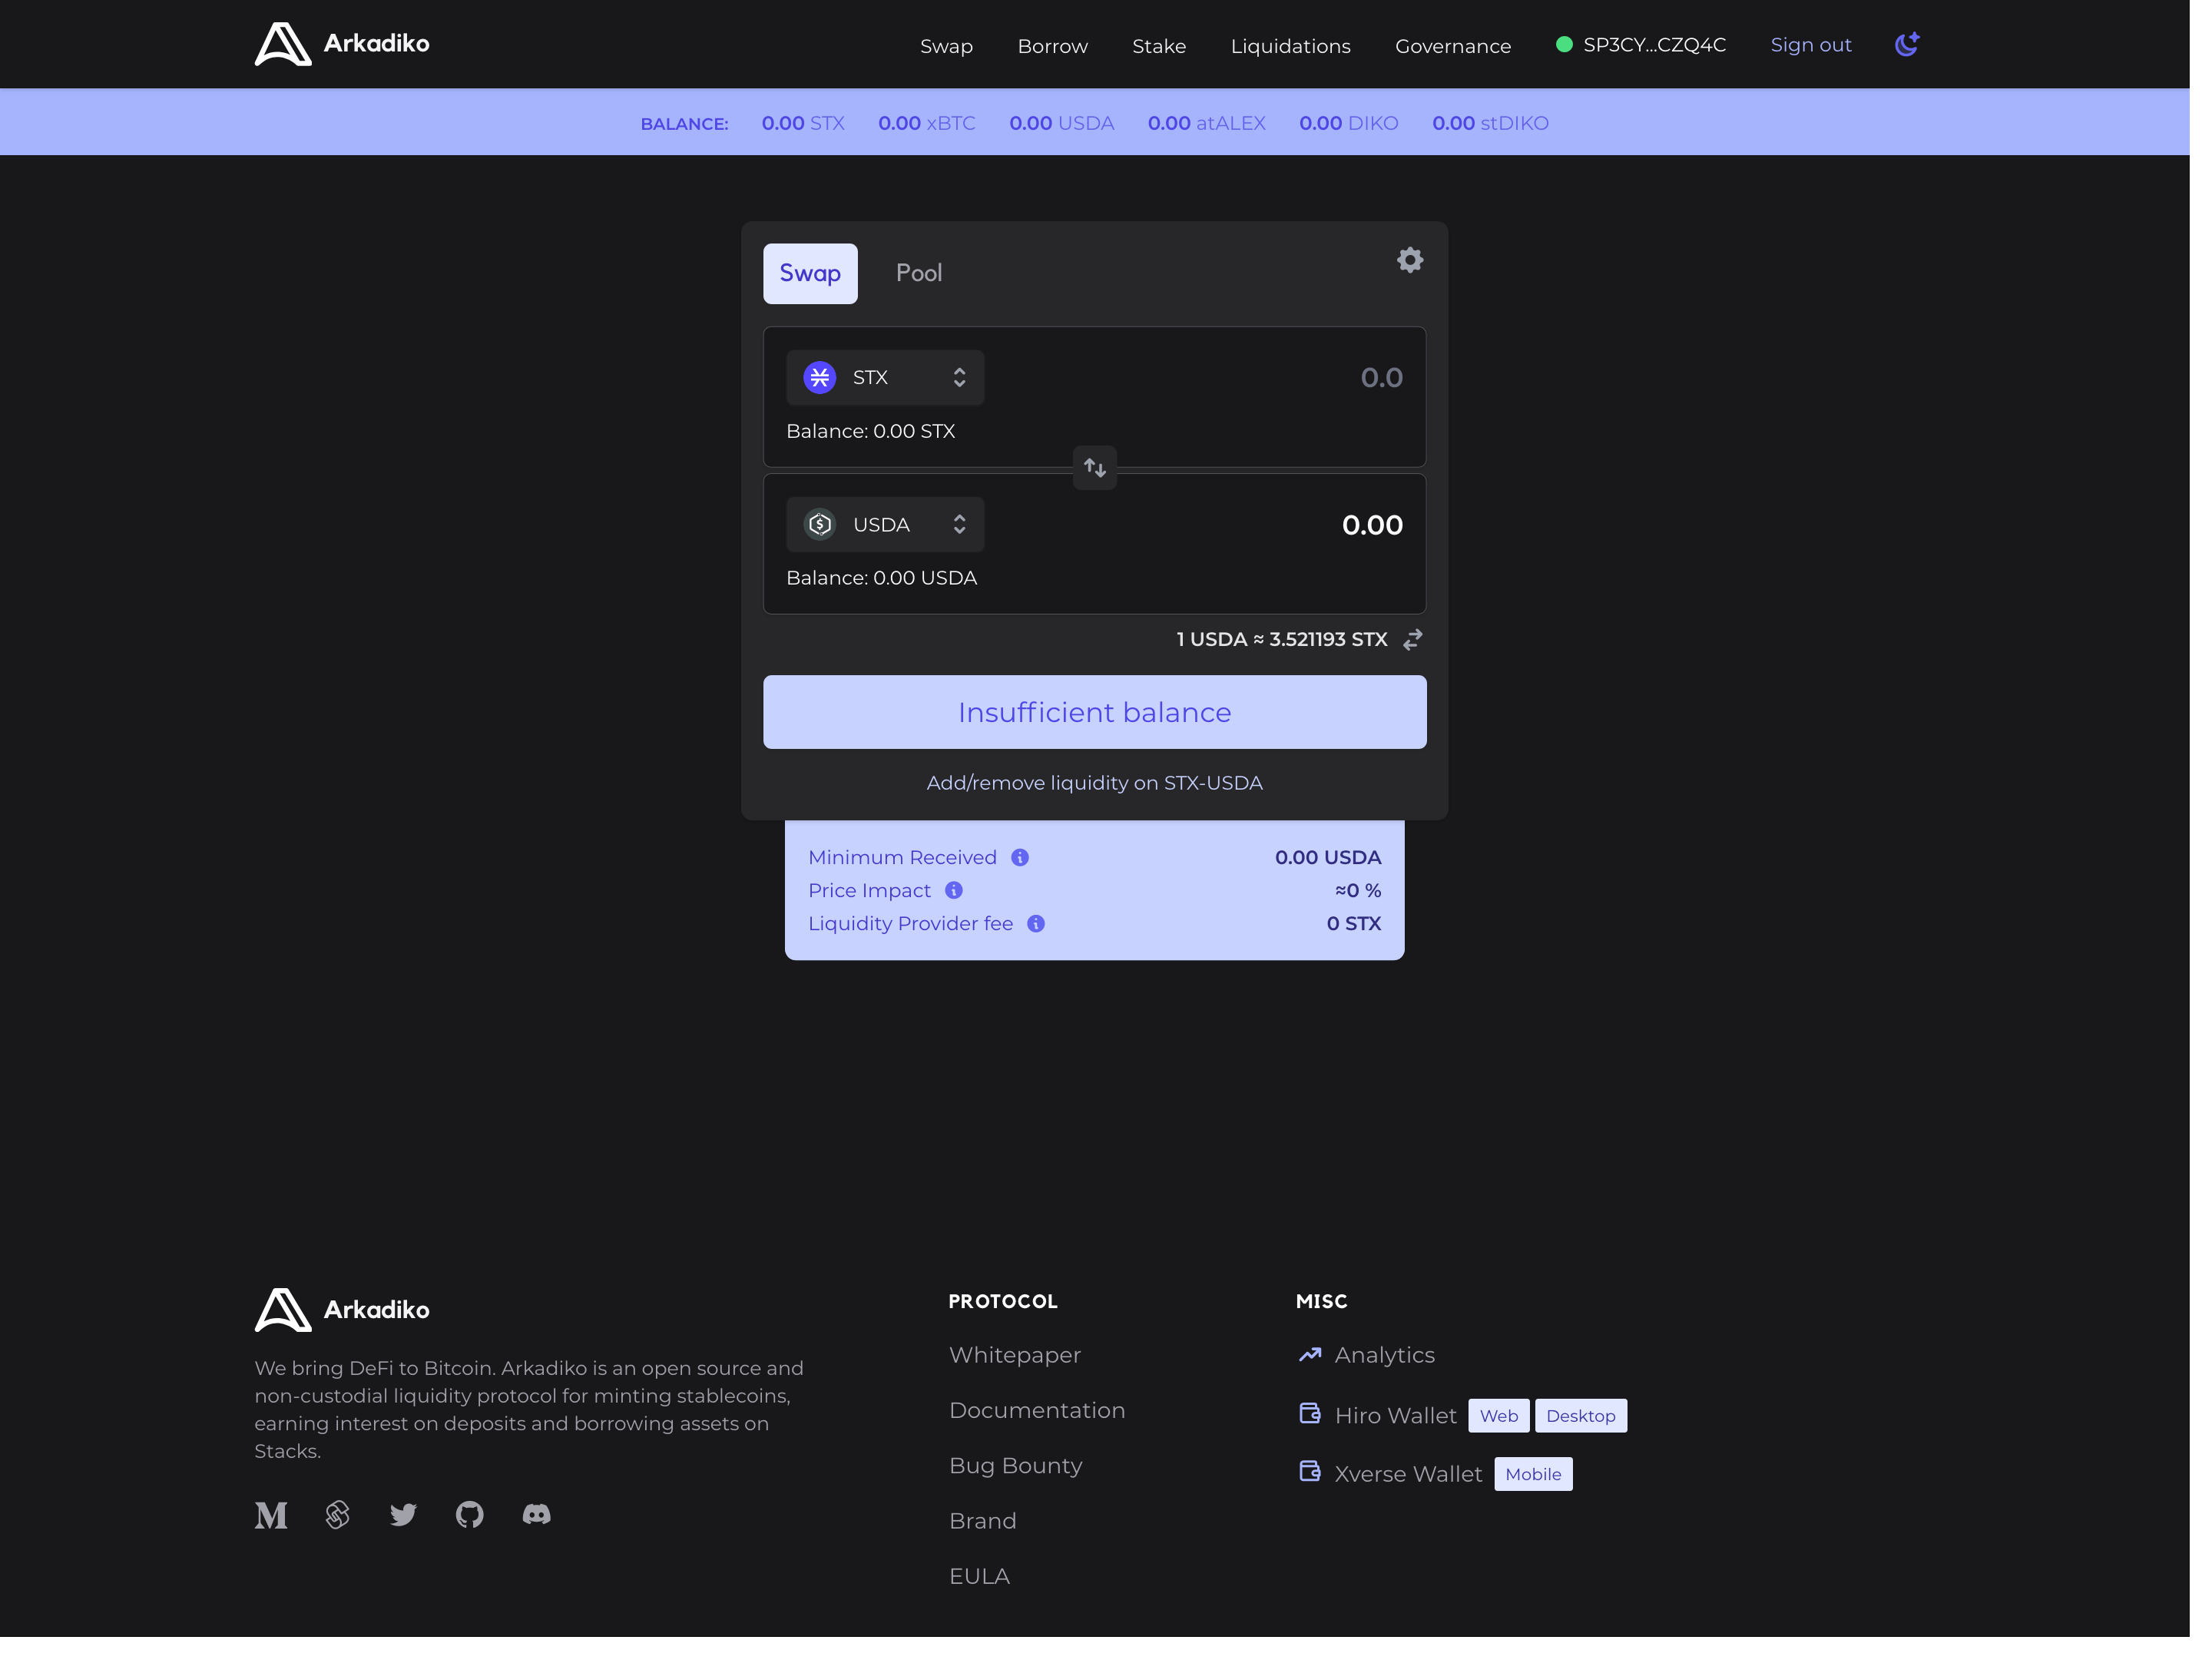 Arkadiko
Swap Borrow Stake Liquidations Governance SP3CY...CZQ4C Sign out
BALANCE: 0.00 STX 0.00 xBTC 0.00 USDA 0.00 atALEX 0.00 DIKO 0.00 stDIKO
Swap Pool
STX 0.0
Balance: 0.00 STX
USDA 0.00
Balance: 0.00 USDA
1 USDA ≈ 3.521193 STX
Insufficient balance
Add/remove liquidity on STX-USDA
Minimum Received 0.00 USDA
Price Impact ≈0 %
Liquidity Provider fee 0 STX
Arkadiko
We bring DeFi to Bitcoin. Arkadiko is an open source and
non-custodial liquidity protocol for minting stablecoins,
earning interest on deposits and borrowing assets on
Stacks.
PROTOCOL
Whitepaper
Documentation
Bug Bounty
Brand
EULA
MISC
Analytics
Hiro Wallet Web Desktop
Xverse Wallet Mobile